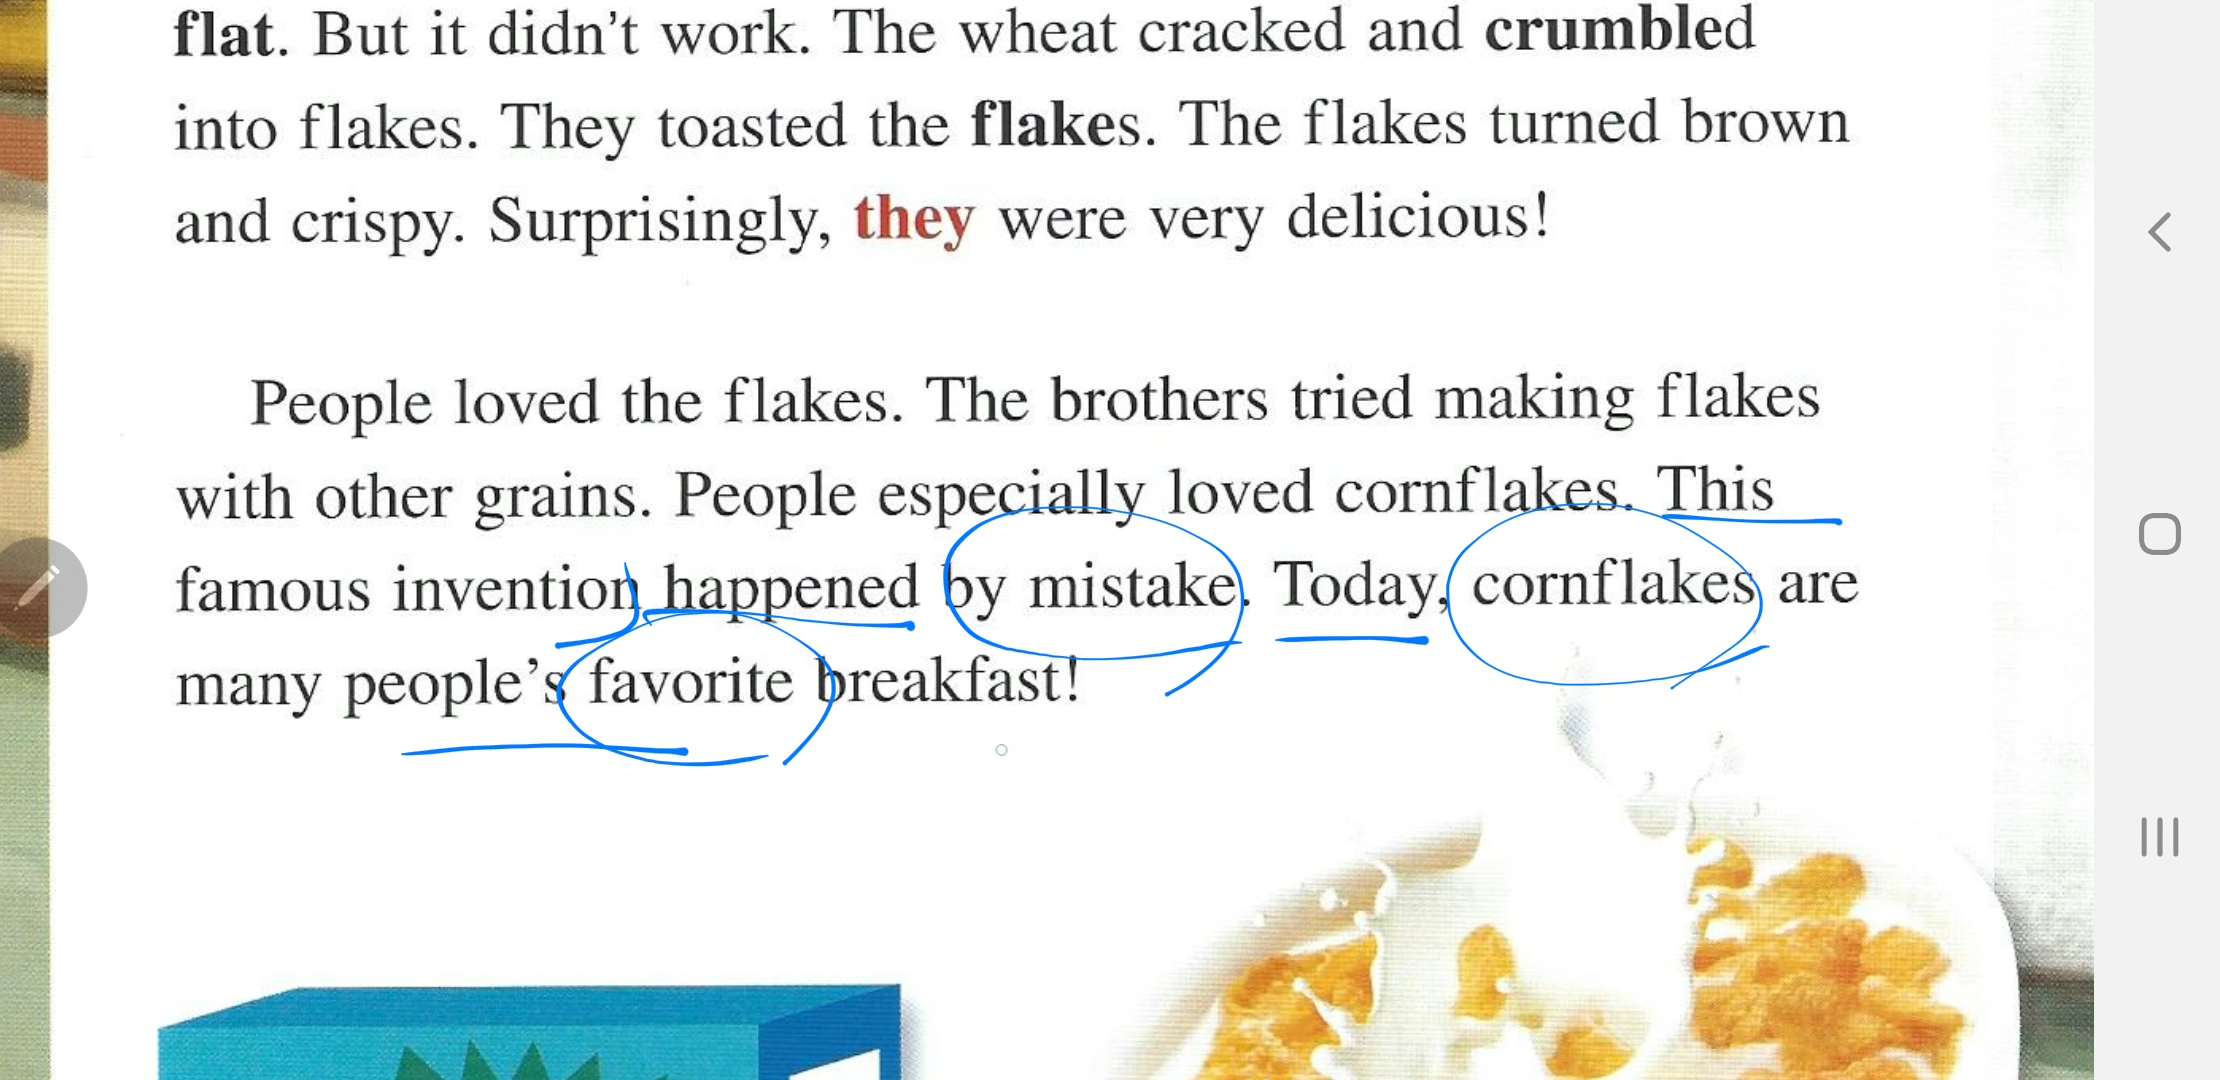 flat. But it didn't work. The wheat cracked and crumbled
into flakes. They toasted the flakes. The flakes turned brown
and crispy. Surprisingly, they were very delicious!
People loved the flakes. The brothers tried making flakes
with other grains. People especially loved cornflakes. This
famous invention happened by mistake. Today, cornflakes are
many people's favorite breakfast!